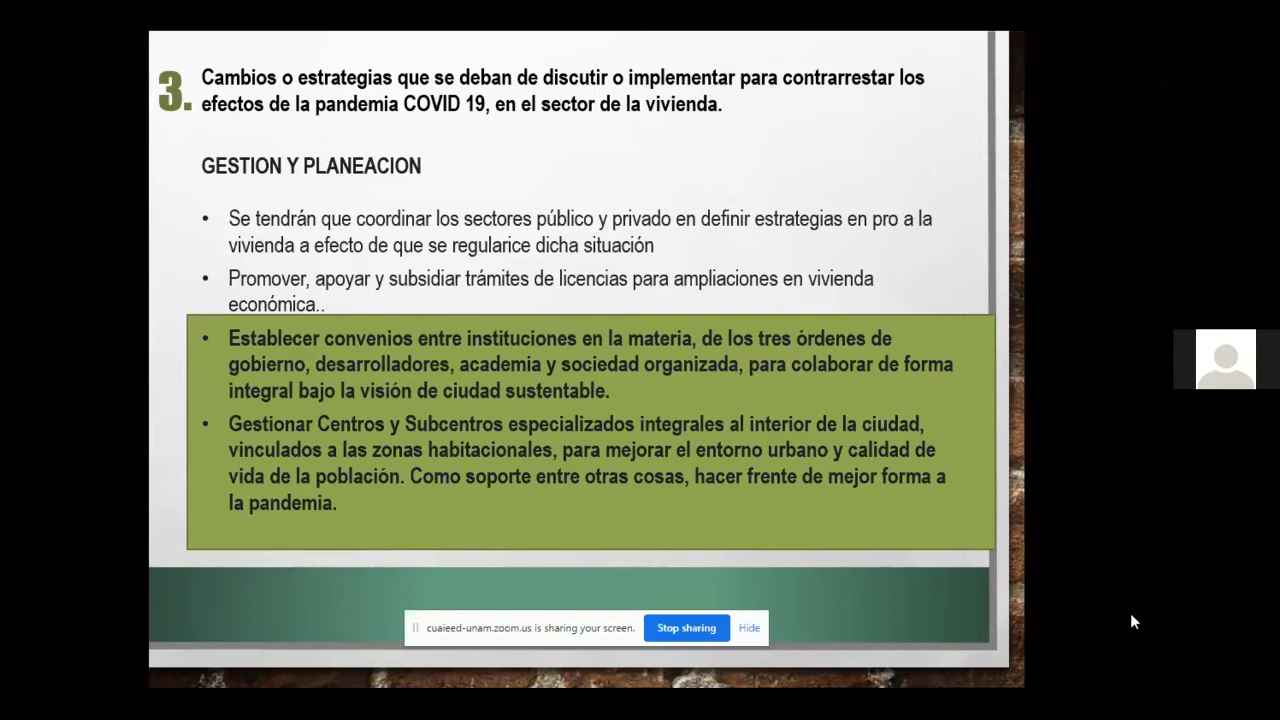 3. Cambios o estrategias que se deban de discutir o implementar para contrarrestar los
efectos de la pandemia COVID 19, en el sector de la vivienda.
GESTION Y PLANEACION
• Se tendrán que coordinar los sectores público y privado en definir estrategias en pro a la
vivienda a efecto de que se regularice dicha situación
• Promover, apoyar y subsidiar trámites de licencias para ampliaciones en vivienda
económica..
• Establecer convenios entre instituciones en la materia, de los tres órdenes de
gobierno, desarrolladores, academia y sociedad organizada, para colaborar de forma
integral bajo la visión de ciudad sustentable.
• Gestionar Centros y Subcentros especializados integrales al interior de la ciudad,
vinculados a las zonas habitacionales, para mejorar el entorno urbano y calidad de
vida de la población. Como soporte entre otras cosas, hacer frente de mejor forma a
la pandemia.
cuaieed-unam.zoom.us is sharing your screen. Stop sharing Hide